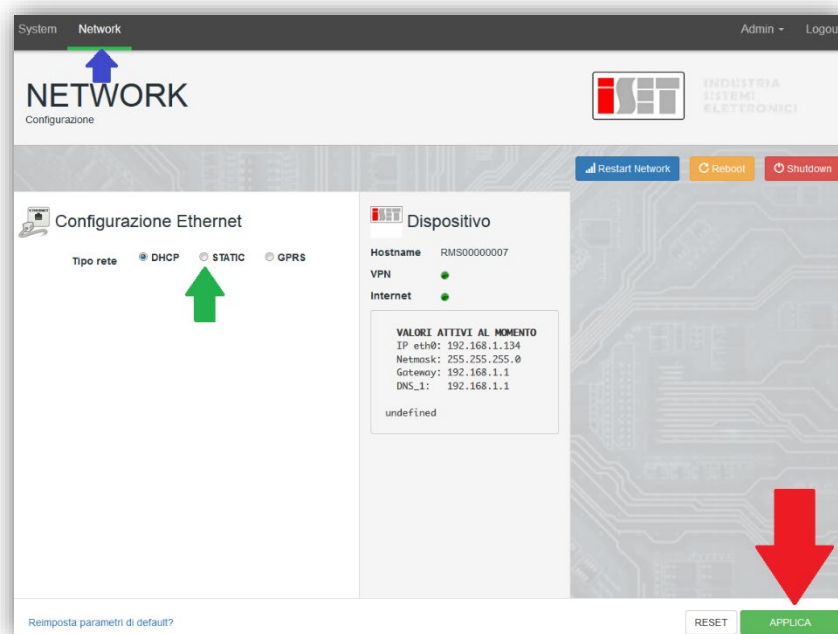 System Network Admin Logou
NETWORK
Configurazione
iSET INDUSTRIA
SISTEMI
ELETTRONICI
Restart Network Reboot Shutdown
Configurazione Ethernet
Tipo rete DHCP STATIC GPRS
iSET Dispositivo
Hostname RMS00000007
VPN
Internet
VALORI ATTIVI AL MOMENTO
IP eth0: 192.168.1.134
Netmask: 255.255.255.0
Gateway: 192.168.1.1
DNS_1: 192.168.1.1
undefined
Reimposta parametri di default? RESET APPLICA